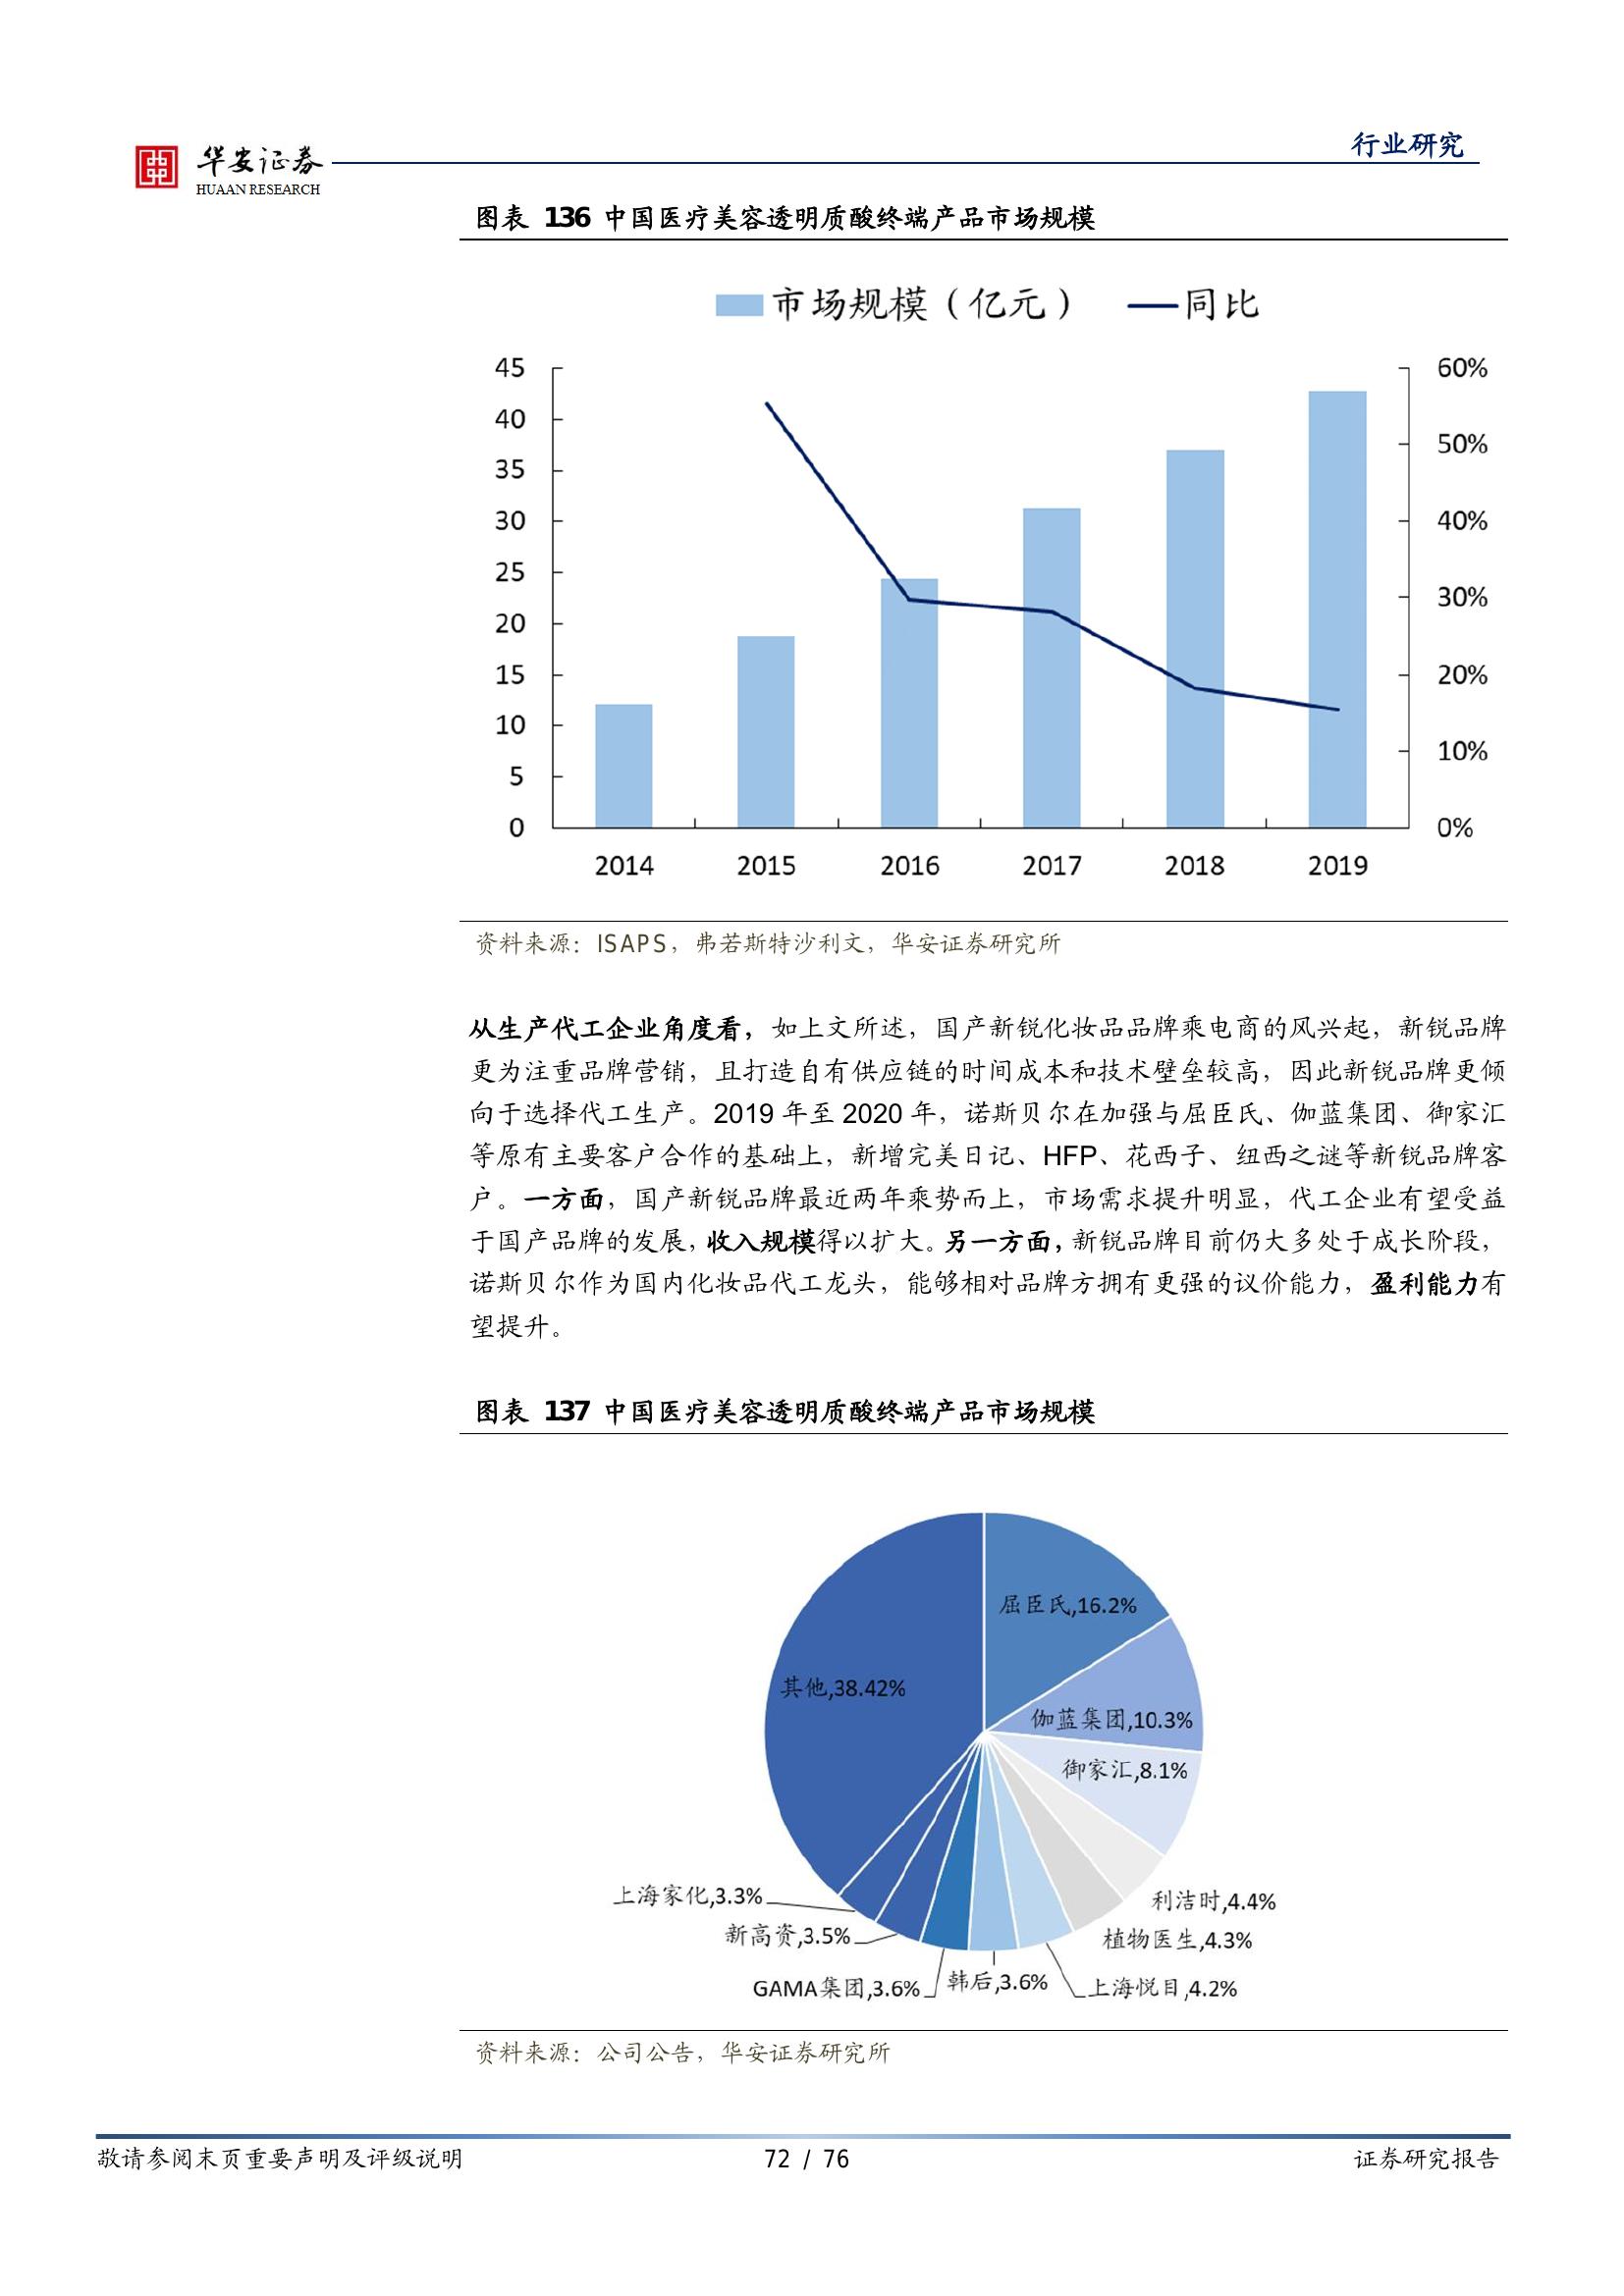 华安证券
HUAAN RESEARCH
行业研究
图表 136 中国医疗美容透明质酸终端产品市场规模
市场规模（亿元） 同比
45
40
35
30
25
20
15
10
5
0
60%
50%
40%
30%
20%
10%
0%
2014 2015 2016 2017 2018 2019
资料来源：ISAPS，弗若斯特沙利文，华安证券研究所
从生产代工企业角度看，如上文所述，国产新锐化妆品品牌乘电商的风兴起，新锐品牌
更为注重品牌营销，且打造自有供应链的时间成本和技术壁垒较高，因此新锐品牌更倾
向于选择代工生产。2019 年至 2020 年，诺斯贝尔在加强与屈臣氏、伽蓝集团、御家汇
等原有主要客户合作的基础上，新增完美日记、HFP、花西子、纽西之谜等新锐品牌客
户。一方面，国产新锐品牌最近两年乘势而上，市场需求提升明显，代工企业有望受益
于国产品牌的发展，收入规模得以扩大。另一方面，新锐品牌目前仍大多处于成长阶段，
诺斯贝尔作为国内化妆品代工龙头，能够相对品牌方拥有更强的议价能力，盈利能力有
望提升。
图表 137 中国医疗美容透明质酸终端产品市场规模
屈臣氏,16.2%
其他,38.42%
伽蓝集团,10.3%
御家汇,8.1%
上海家化,3.3%
利洁时,4.4%
新高资,3.5%
植物医生,4.3%
GAMA集团,3.6%
韩后,3.6%
上海悦目,4.2%
资料来源：公司公告，华安证券研究所
敬请参阅末页重要声明及评级说明 72 / 76 证券研究报告